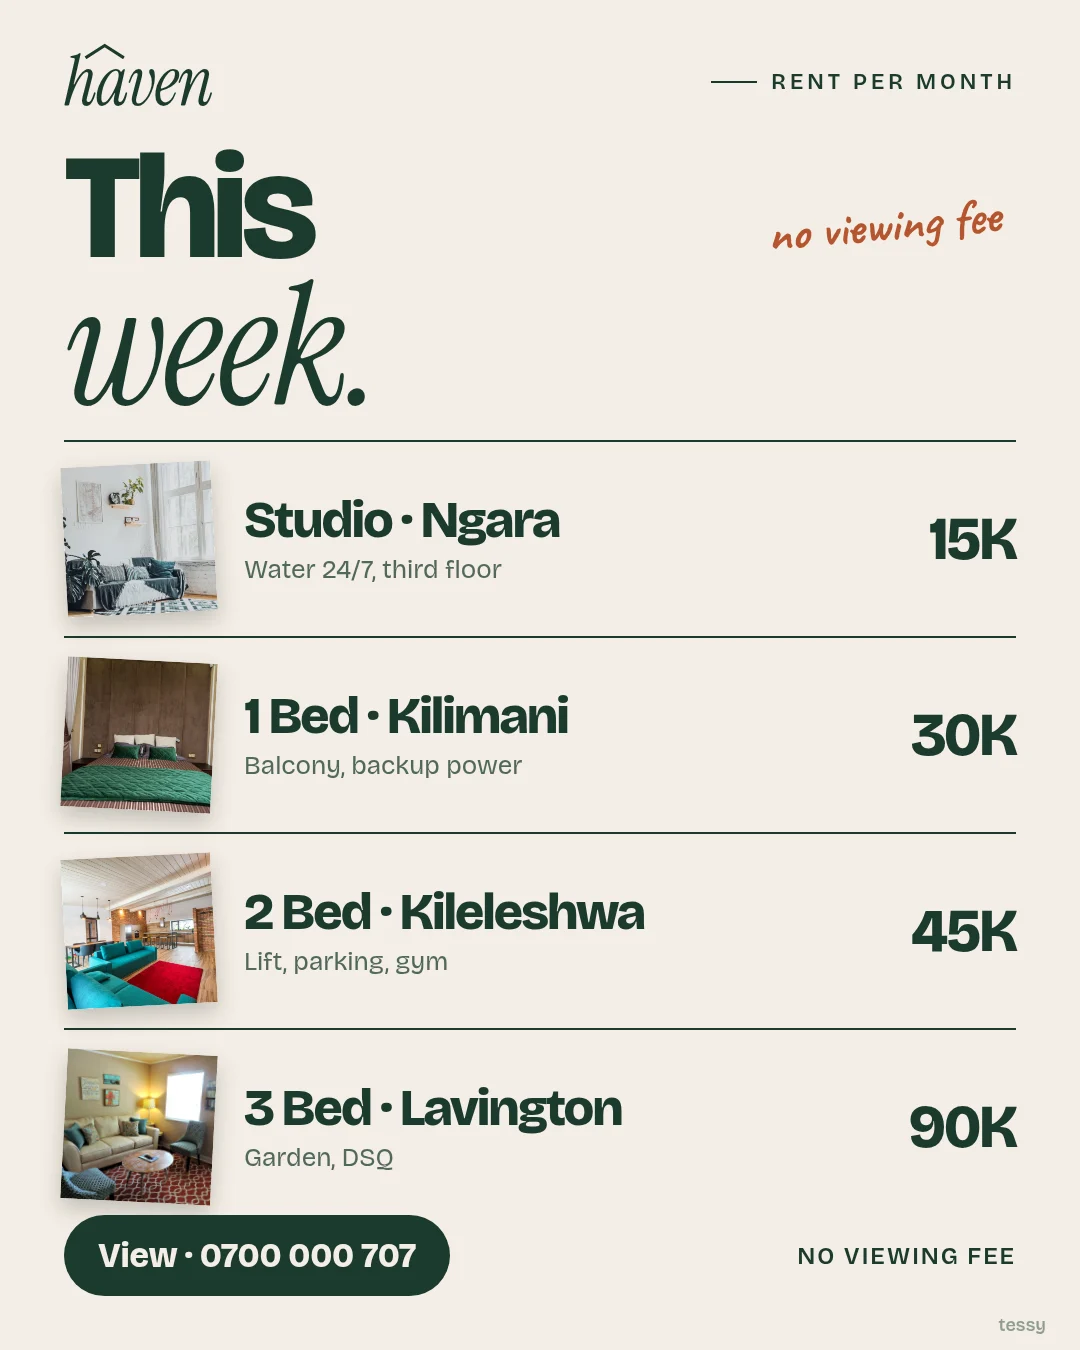 haven
RENT PER MONTH
This
week.
no viewing fee
Studio · Ngara
Water 24/7, third floor
15K
1 Bed · Kilimani
Balcony, backup power
30K
2 Bed · Kileleshwa
Lift, parking, gym
45K
3 Bed · Lavington
Garden, DSQ
90K
View · 0700 000 707
NO VIEWING FEE
tessy